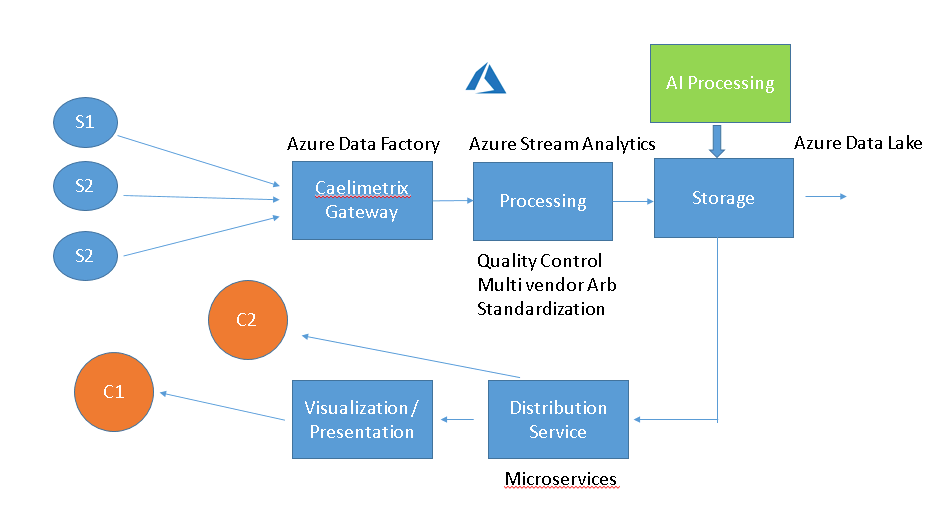 AI Processing
S1
Azure Data Factory
Azure Stream Analytics
Azure Data Lake
S2
Caelimetrix
Gateway
Processing
Storage
S2
Quality Control
Multi vendor Arb
Standardization
C2
C1
Visualization /
Presentation
Distribution
Service
Microservices